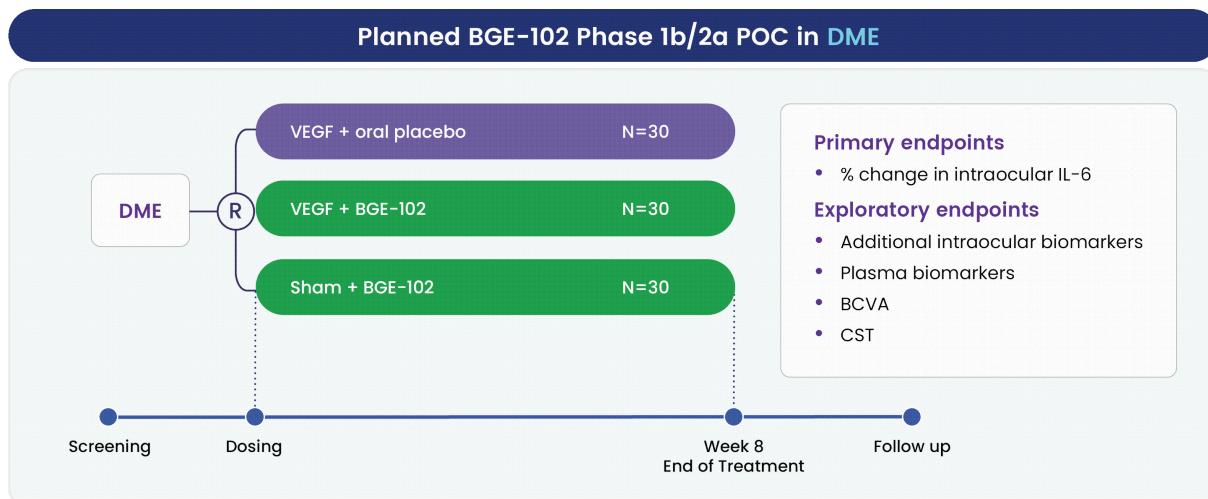 Planned BGE-102 Phase 1b/2a POC in DME
DME
R
VEGF + oral placebo N=30
VEGF + BGE-102 N=30
Sham + BGE-102 N=30
Primary endpoints
• % change in intraocular IL-6
Exploratory endpoints
• Additional intraocular biomarkers
• Plasma biomarkers
• BCVA
• CST
Screening
Dosing
Week 8
End of Treatment
Follow up